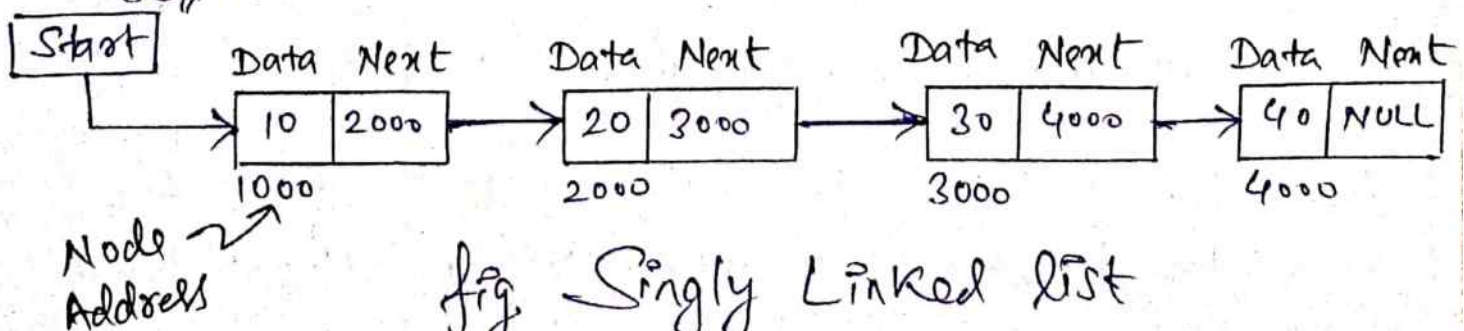 Start
Data Next Data Next Data Next Data Next
10 2000 20 3000 30 4000 40 NULL
1000 2000 3000 4000
Node
Address
fig Singly Linked list